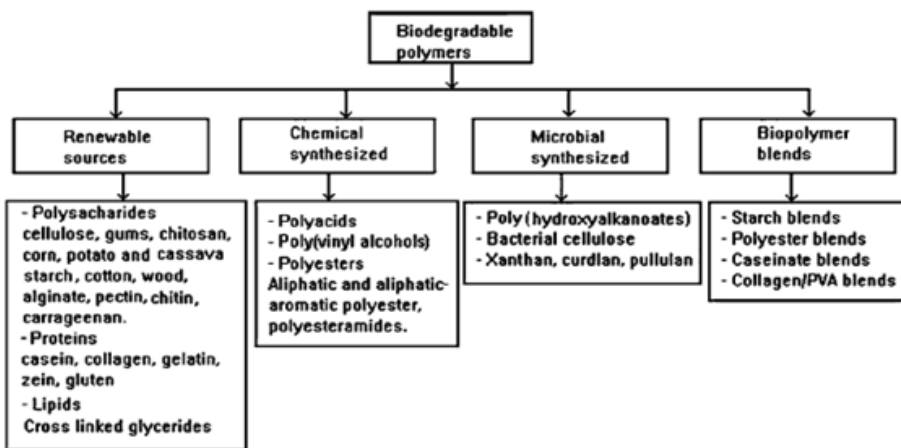 Biodegradable
polymers
Renewable
sources
Chemical
synthesized
Microbial
synthesized
Biopolymer
blends
- Polysacharides
cellulose, gums, chitosan,
corn, potato and cassava
starch, cotton, wood,
alginate, pectin, chitin,
carrageenan.
- Proteins
casein, collagen, gelatin,
zein, gluten
- Lipids
Cross linked glycerides
- Polyacids
- Poly(vinyl alcohols)
- Polyesters
Aliphatic and aliphatic-
aromatic polyester,
polyesteramides.
- Poly(hydroxyalkanoates)
- Bacterial cellulose
- Xanthan, curdlan, pullulan
- Starch blends
- Polyester blends
- Caseinate blends
- Collagen/PVA blends